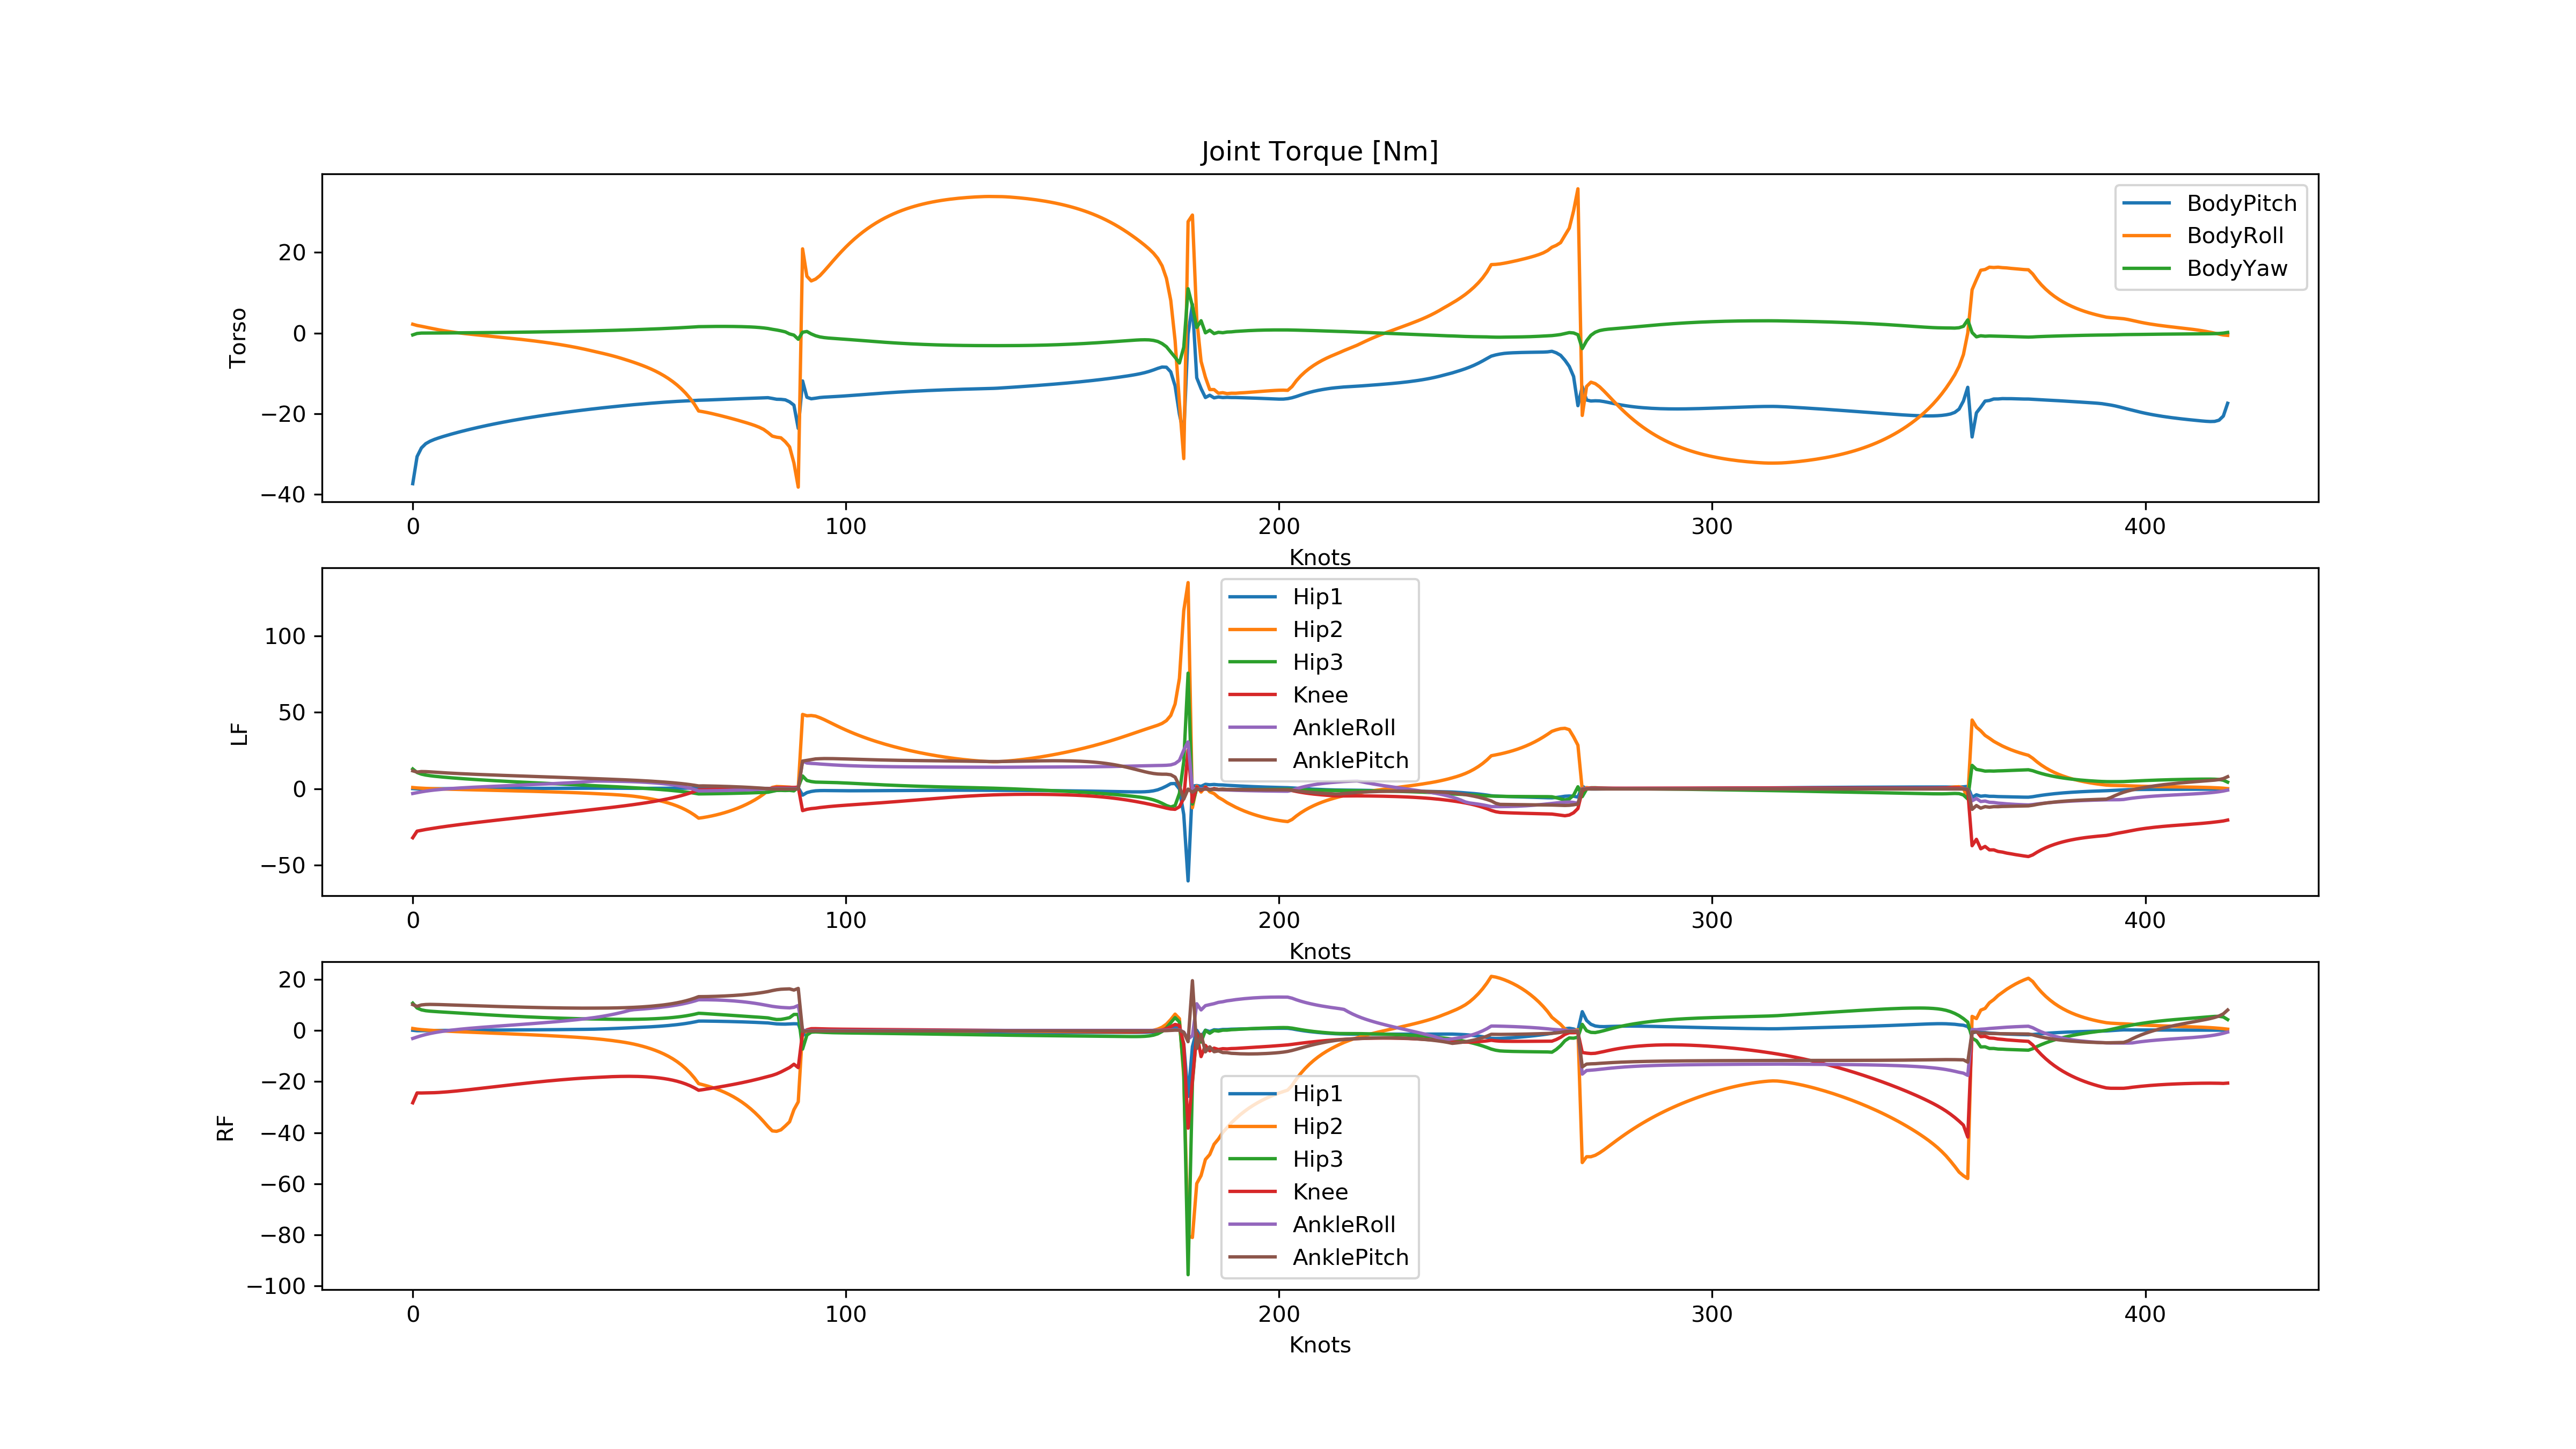 Joint Torque [Nm]
Torso
20
0
−20
−40
0 100 200 300 400
Knots
BodyPitch
BodyRoll
BodyYaw
LF
100
50
0
−50
0 100 200 300 400
Knots
Hip1
Hip2
Hip3
Knee
AnkleRoll
AnklePitch
RF
20
0
−20
−40
−60
−80
−100
0 100 200 300 400
Knots
Hip1
Hip2
Hip3
Knee
AnkleRoll
AnklePitch